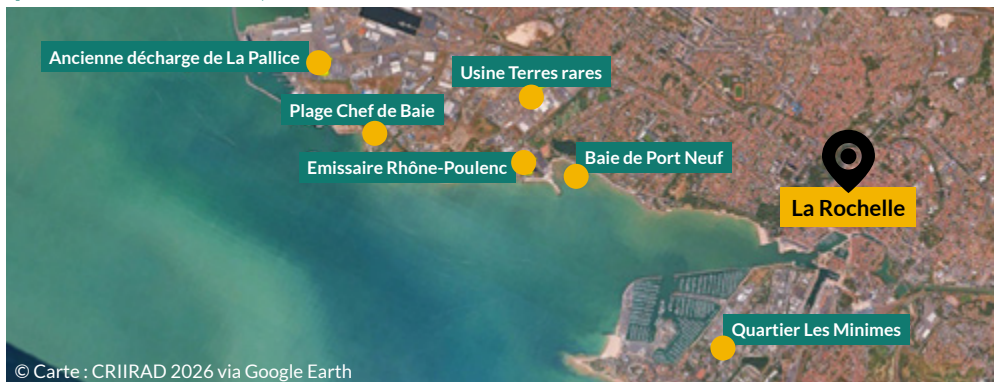 Ancienne décharge de La Pallice
Usine Terres rares
Plage Chef de Baie
Emissaire Rhône-Poulenc
Baie de Port Neuf
La Rochelle
Quartier Les Minimes
© Carte : CRIIRAD 2026 via Google Earth